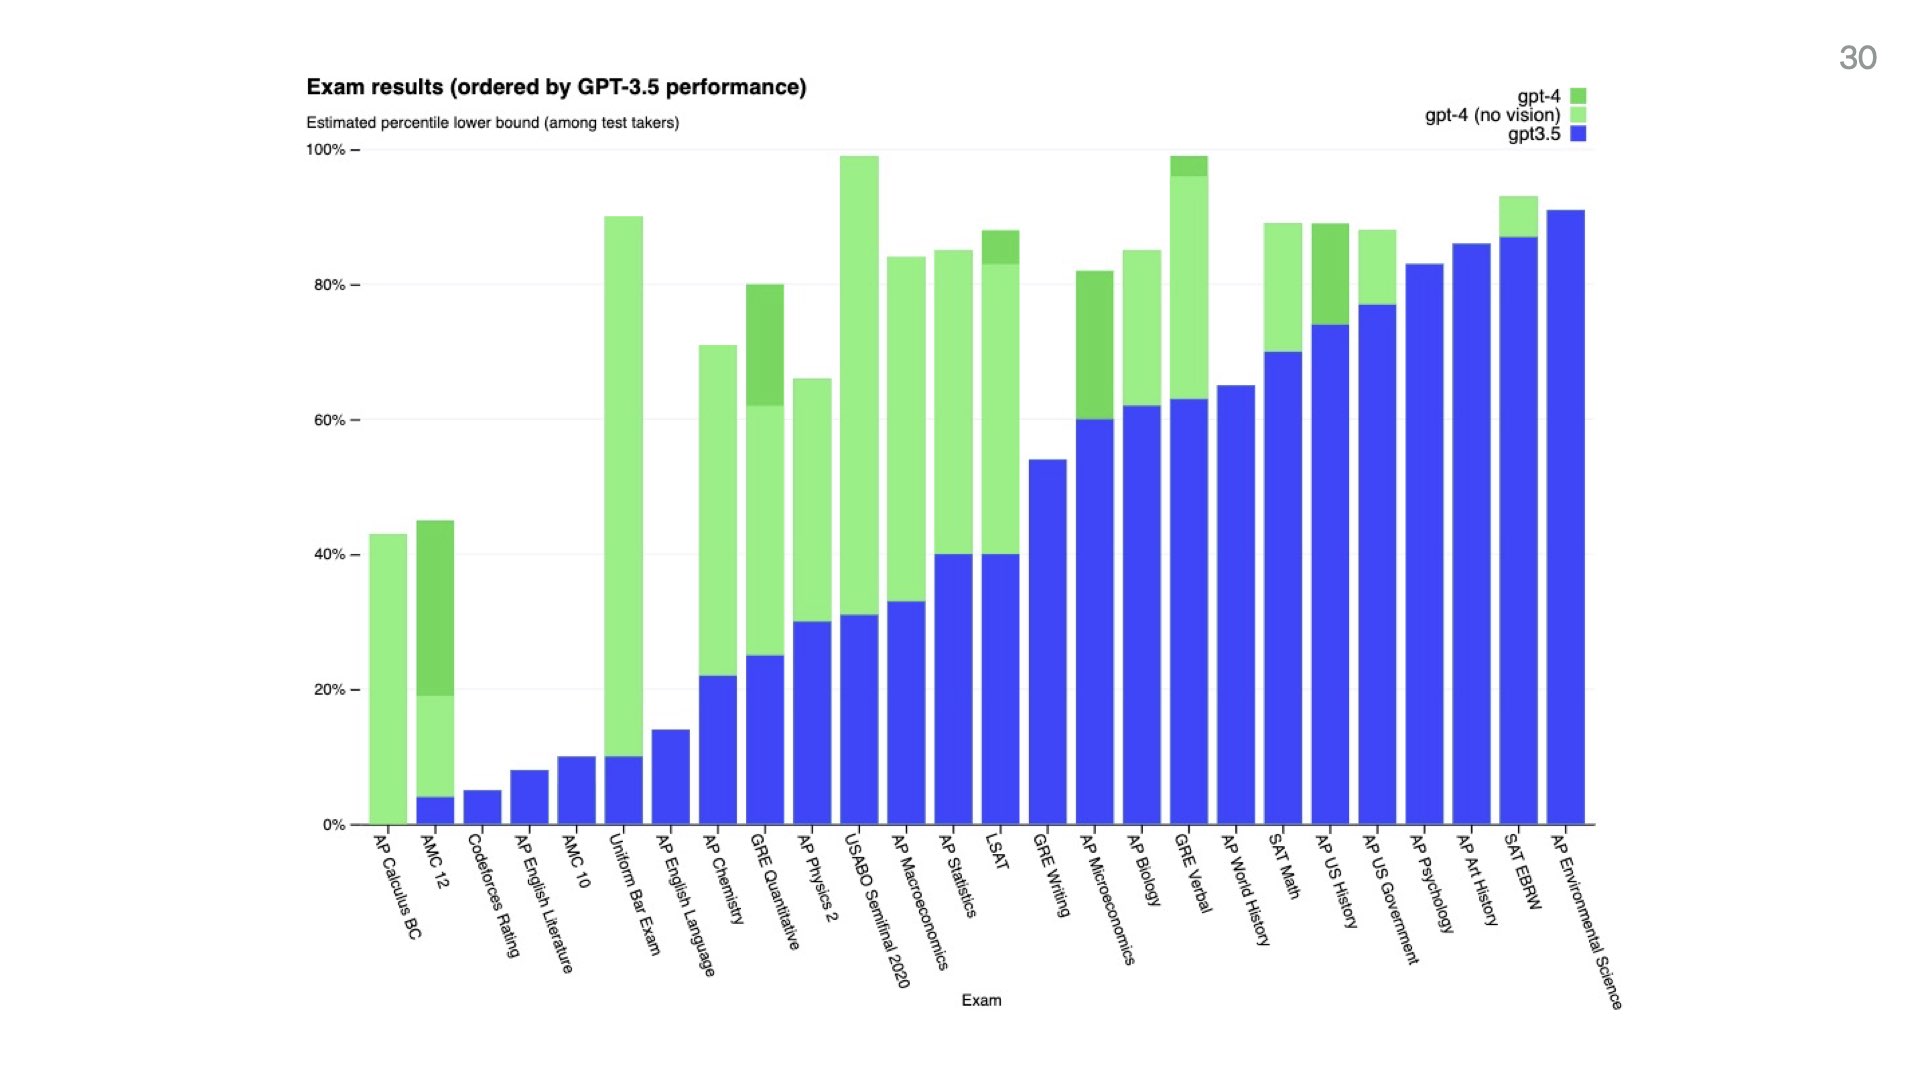 30
Exam results (ordered by GPT-3.5 performance)
Estimated percentile lower bound (among test takers)
gpt-4
gpt-4 (no vision)
gpt3.5
100%
80%
60%
40%
20%
0%
AP Calculus BC
AMC 12
Codeforces Rating
AP English Literature
AMC 10
Uniform Bar Exam
AP English Language
AP Chemistry
GRE Quantitative
AP Physics 2
USABO Semifinal 2020
AP Macroeconomics
AP Statistics
LSAT
GRE Writing
AP Microeconomics
AP Biology
GRE Verbal
AP World History
SAT Math
AP US History
AP US Government
AP Psychology
AP Art History
SAT EBRW
AP Environmental Science
Exam